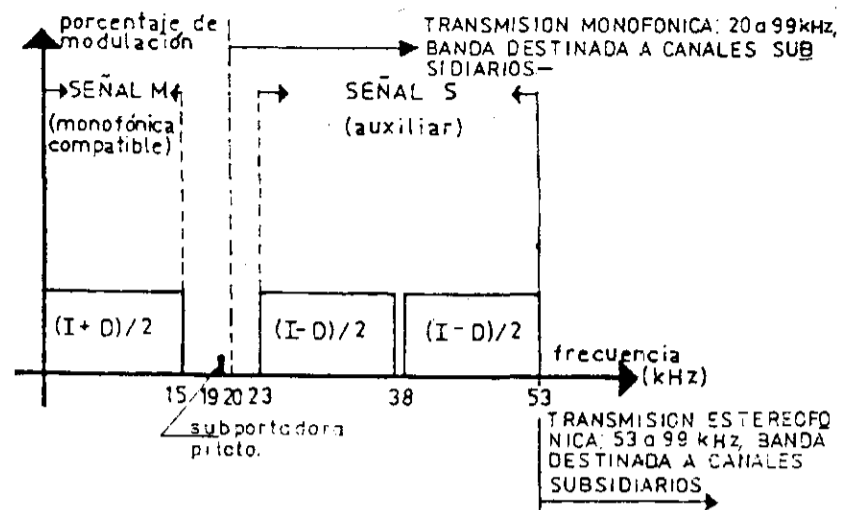 porcentaje de
modulación
TRANSMISION MONOFONICA: 20 a 99 kHz,
BANDA DESTINADA A CANALES SUB
SIDIARIOS—
SEÑAL M
(monofónica
compatible)
SEÑAL S
(auxiliar)
(I + D)/2
(I-D)/2
(I-D)/2
frecuencia
(kHz)
15 19 20 23 38 53
subportadora
piloto.
TRANSMISION ESTEREOFO
NICA: 53 a 99 kHz, BANDA
DESTINADA A CANALES
SUBSIDIARIOS